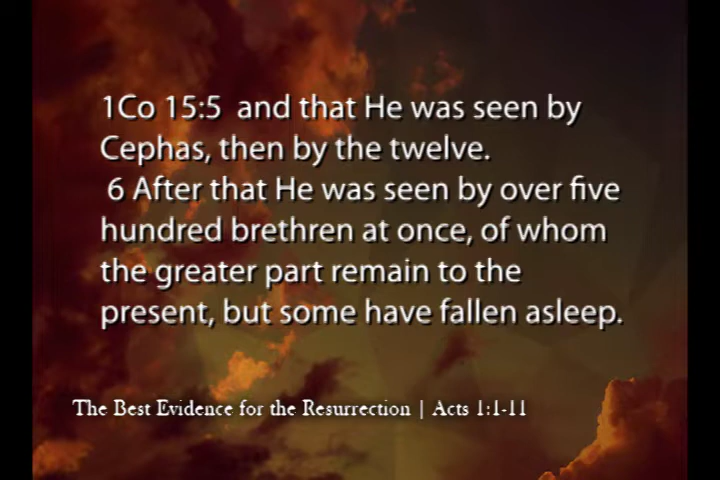 1Co 15:5  and that He was seen by
Cephas, then by the twelve.
6 After that He was seen by over five
hundred brethren at once, of whom
the greater part remain to the
present, but some have fallen asleep.
The Best Evidence for the Resurrection | Acts 1:1-11